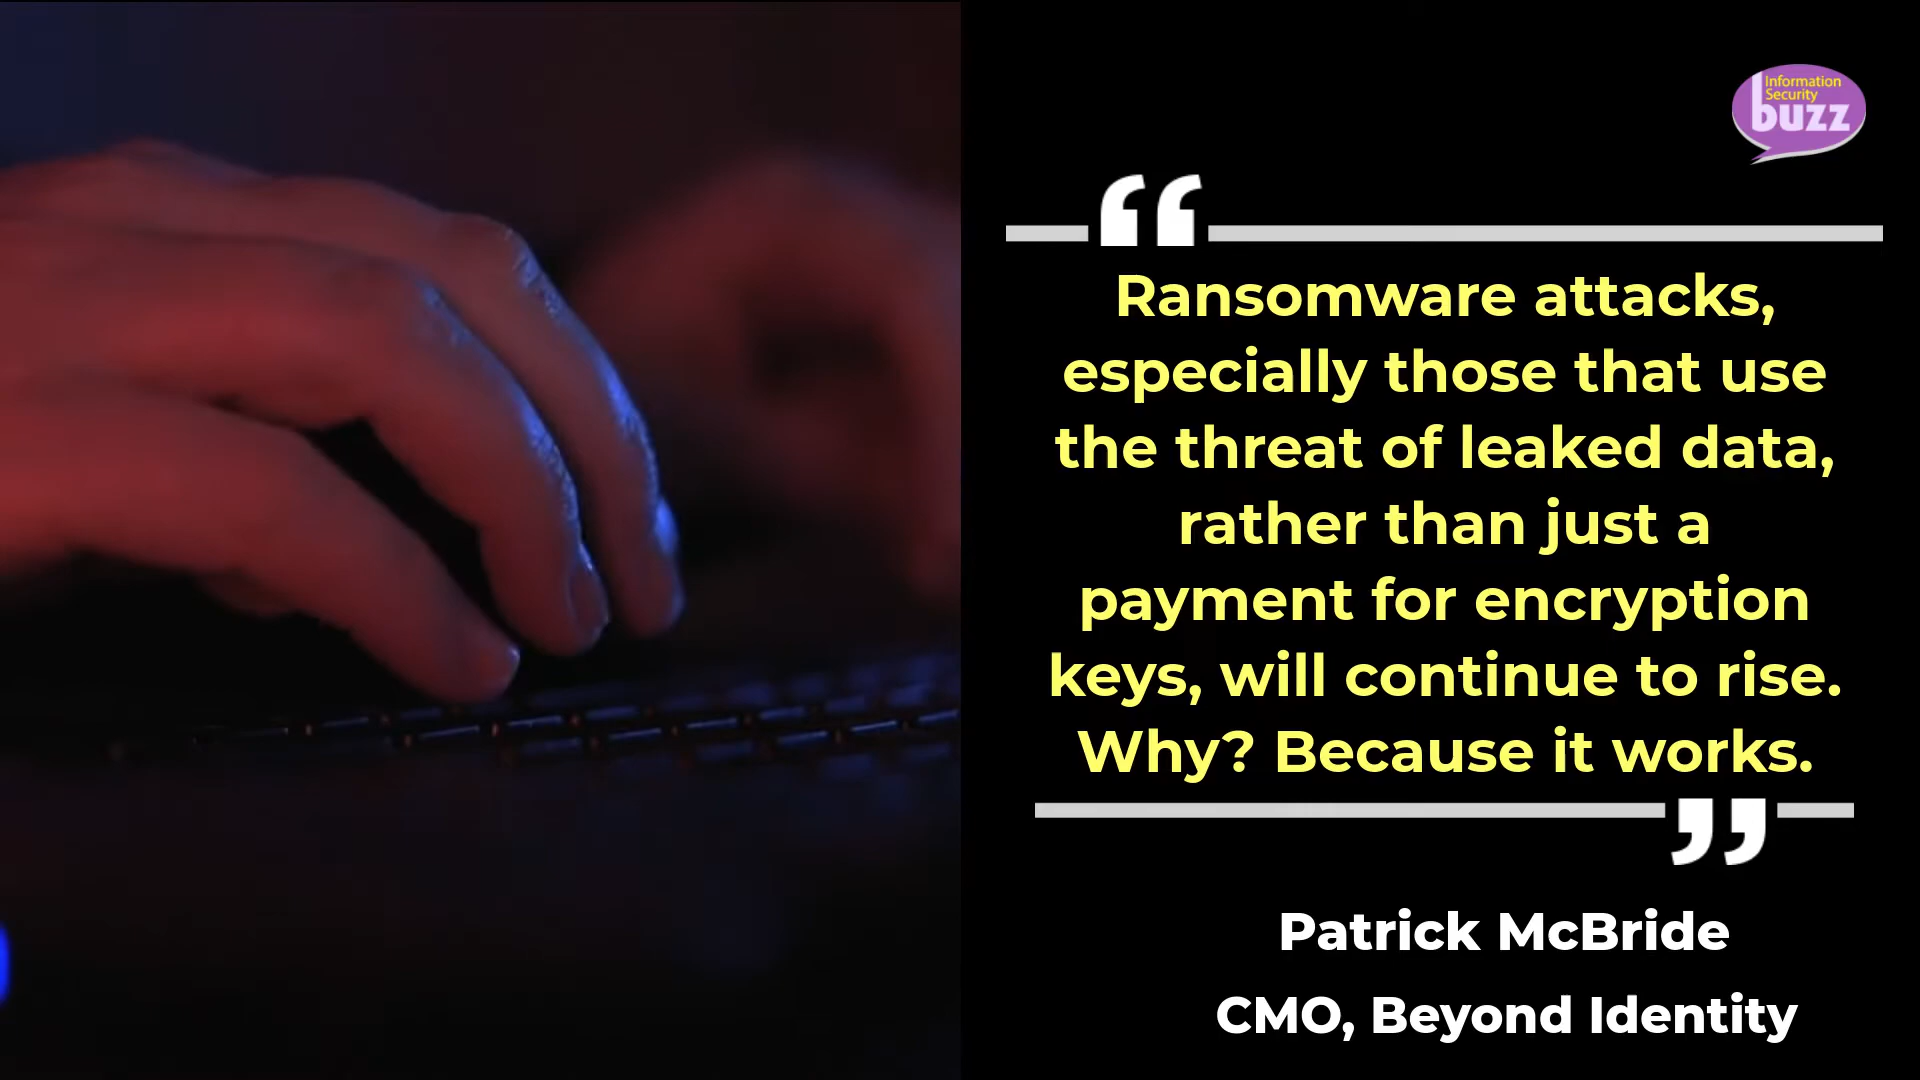 Information
Security
buzz
“
Ransomware attacks,
especially those that use
the threat of leaked data,
rather than just a
payment for encryption
keys, will continue to rise.
Why? Because it works.
”
Patrick McBride
CMO, Beyond Identity